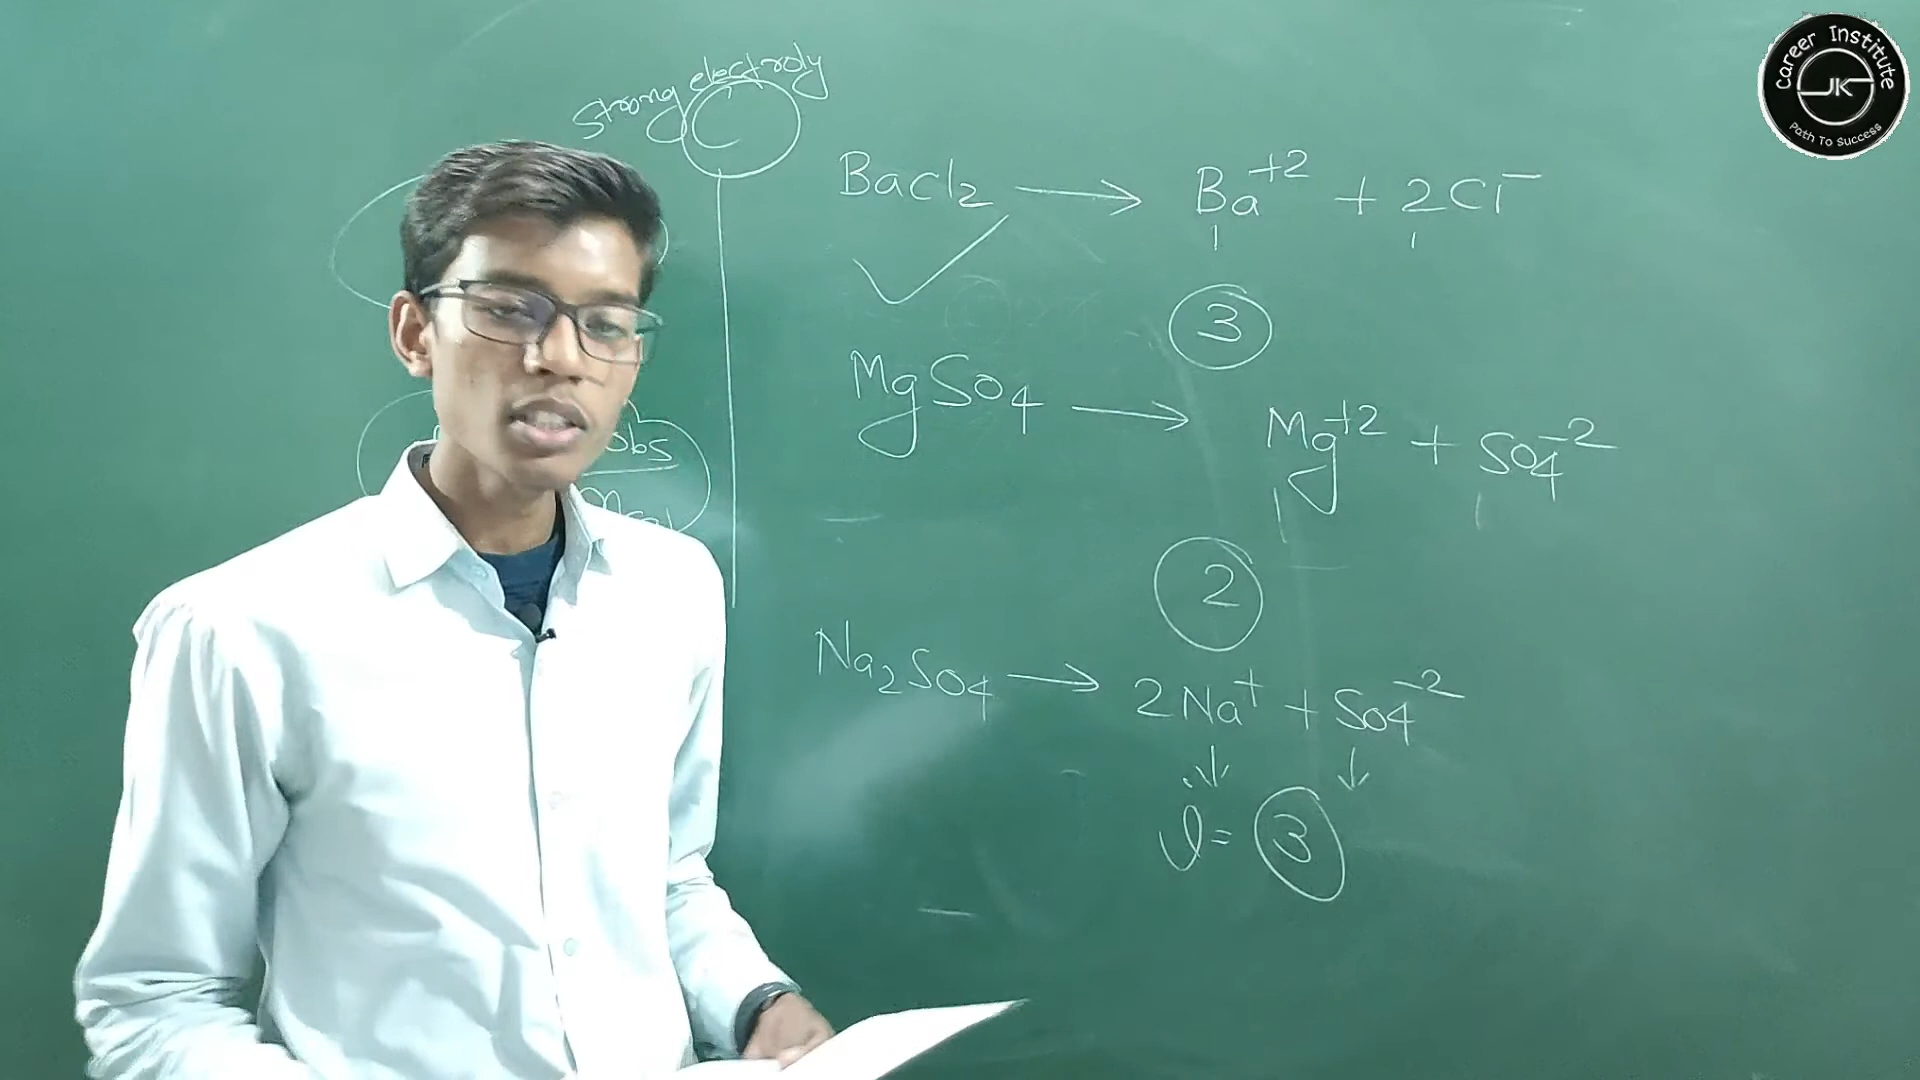 Career Institute
JK
Path To Success
Strong electroly
BaCl2 → Ba+2 + 2Cl-
3
MgSO4 → Mg+2 + SO4-2
obs
2
Na2SO4 → 2Na+ + SO4-2
= 3